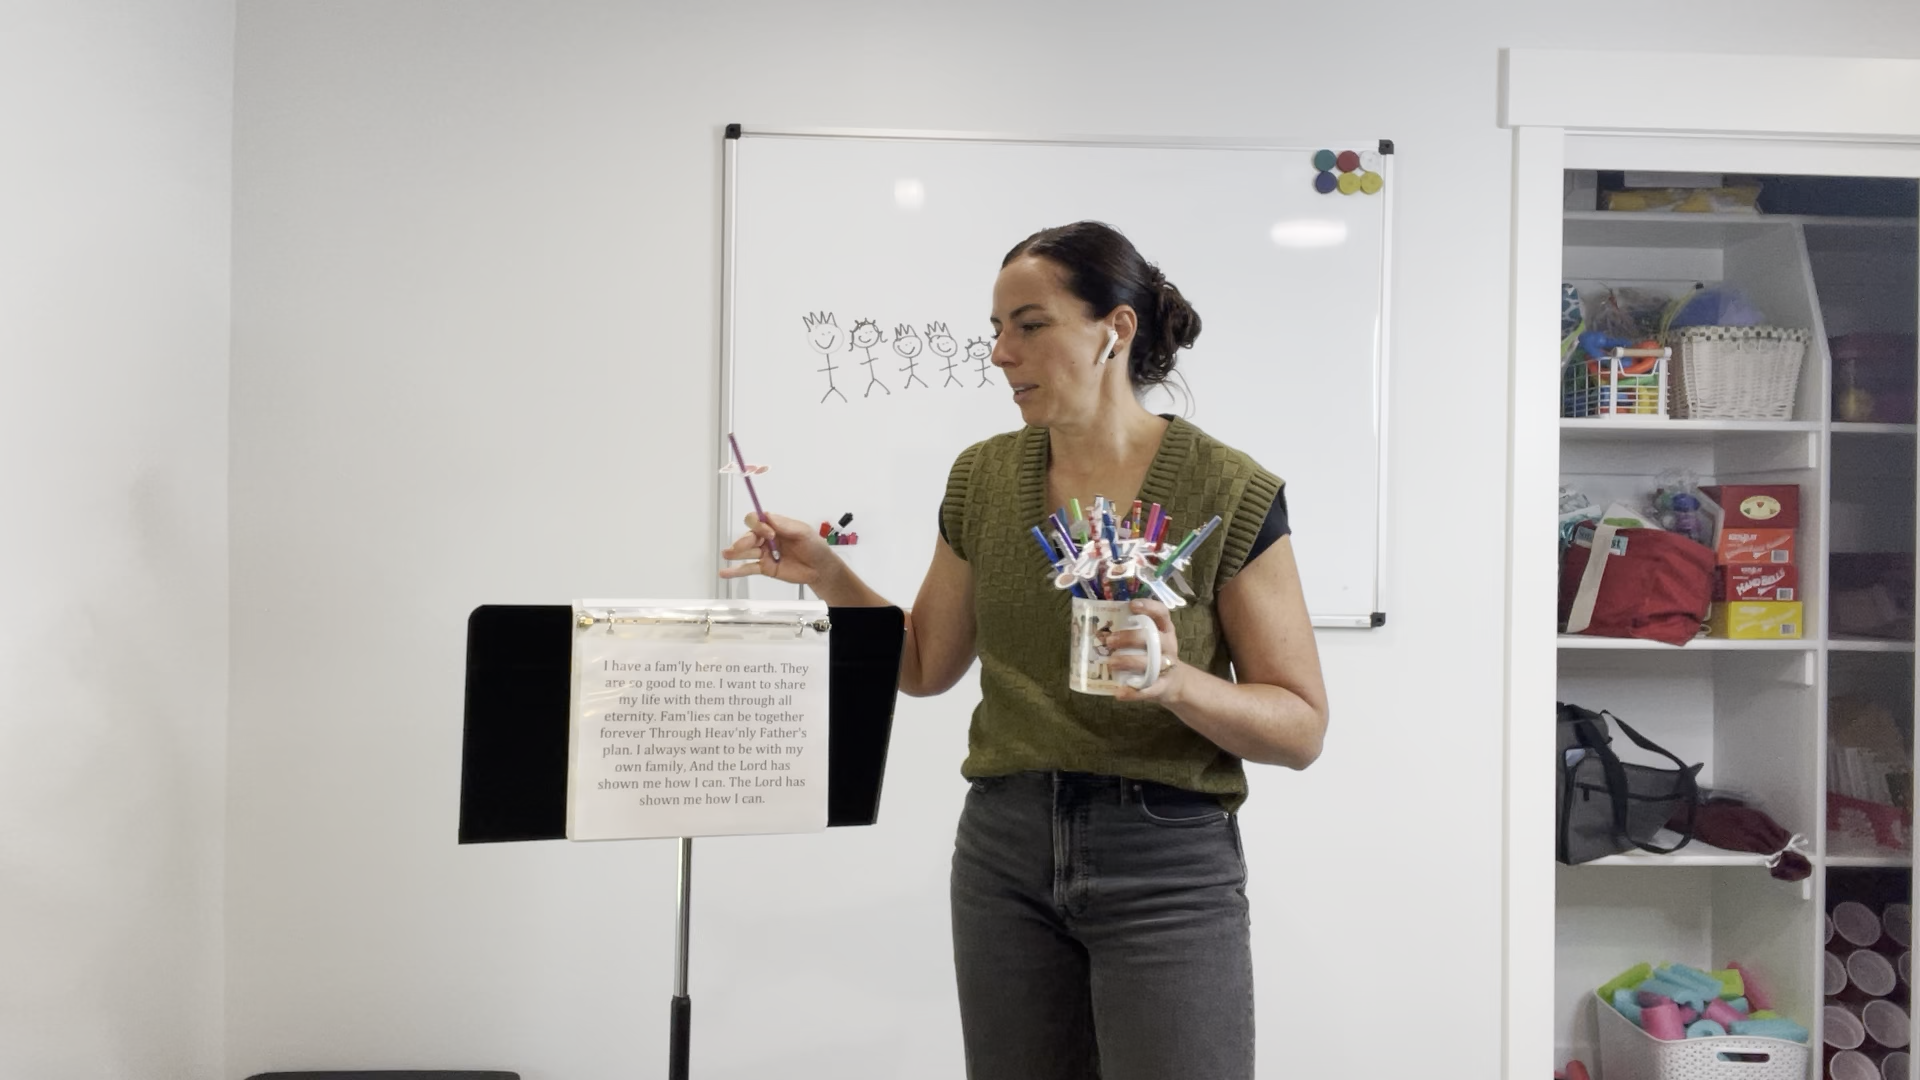 I have a fam'ly here on earth. They
are so good to me. I want to share
my life with them through all
eternity. Fam'lies can be together
forever Through Heav'nly Father's
plan. I always want to be with my
own family, And the Lord has
shown me how I can. The Lord has
shown me how I can.
HAND BELLS